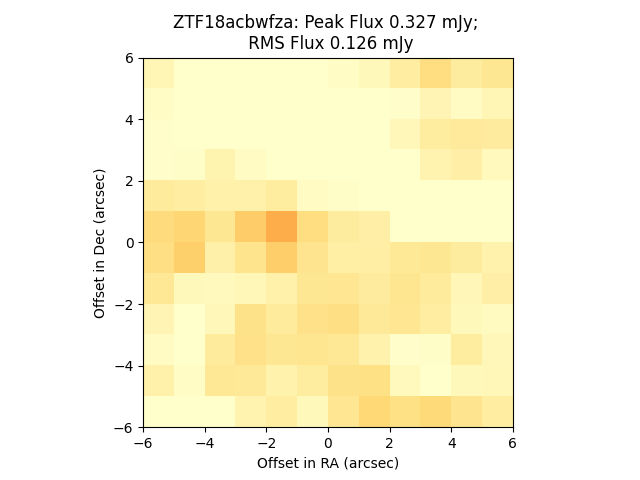 ZTF18acbwfza: Peak Flux 0.327 mJy;
RMS Flux 0.126 mJy
6
4
2
0
−2
−4
−6
Offset in Dec (arcsec)
−6 −4 −2 0 2 4 6
Offset in RA (arcsec)